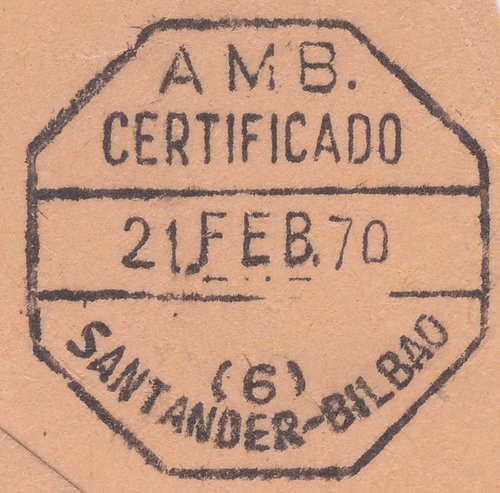 AMB.
CERTIFICADO
21.FEB.70
(6)
SANTANDER-BILBAO